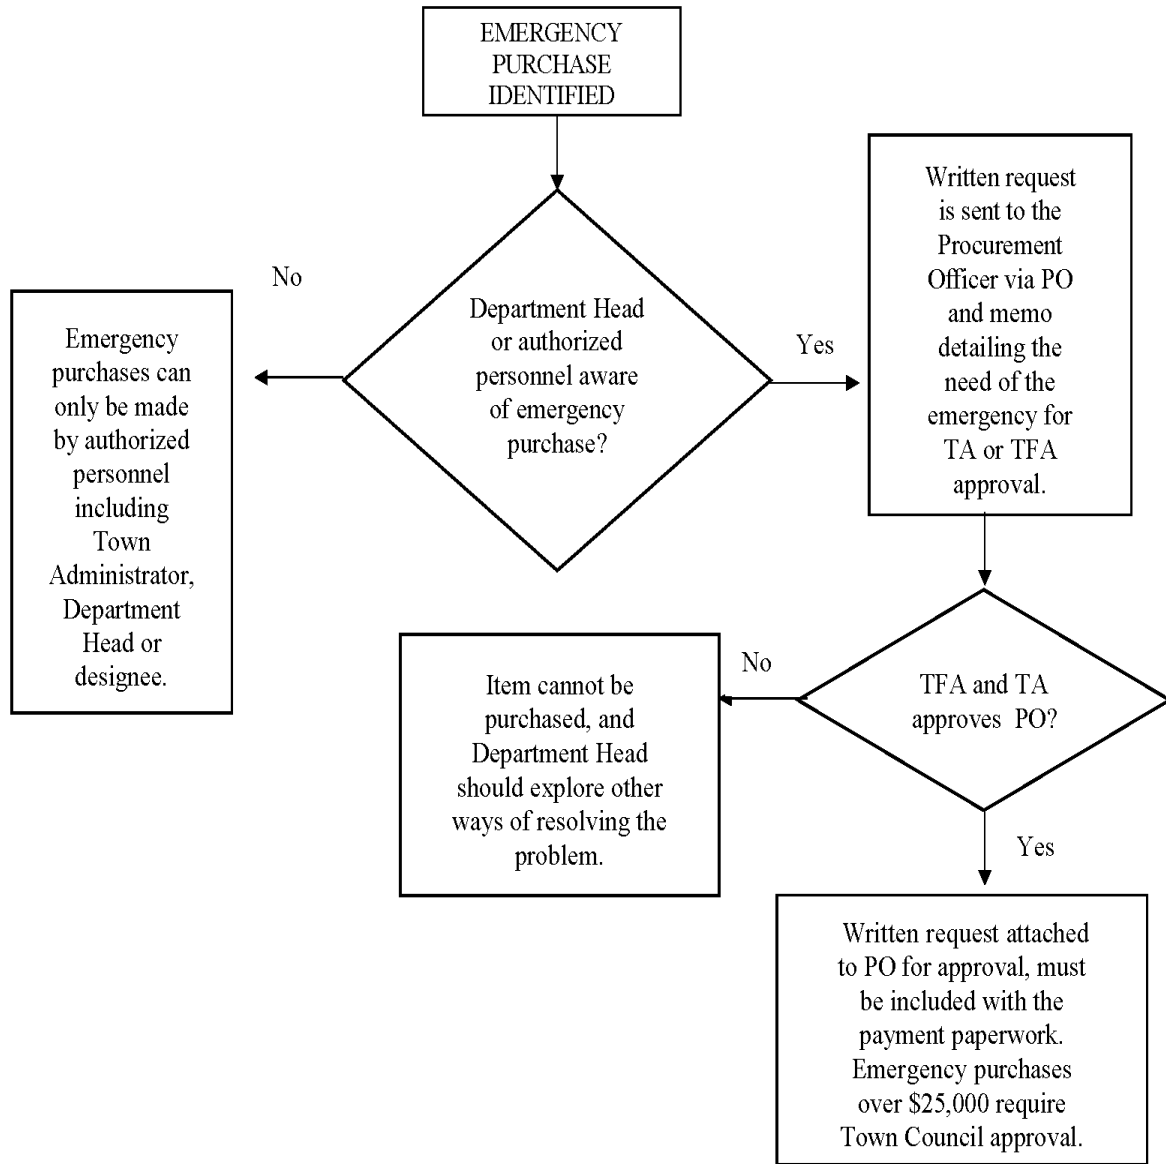 EMERGENCY
PURCHASE
IDENTIFIED
No
Department Head
or authorized
personnel aware
of emergency
purchase?
Yes
Emergency
purchases can
only be made
by authorized
personnel
including
Town
Administrator,
Department
Head or
designee.
Written request
is sent to the
Procurement
Officer via PO
and memo
detailing the
need of the
emergency for
TA or TFA
approval.
TFA and TA
approves PO?
No
Item cannot be
purchased, and
Department Head
should explore other
ways of resolving the
problem.
Yes
Written request attached
to PO for approval, must
be included with the
payment paperwork.
Emergency purchases
over $25,000 require
Town Council approval.